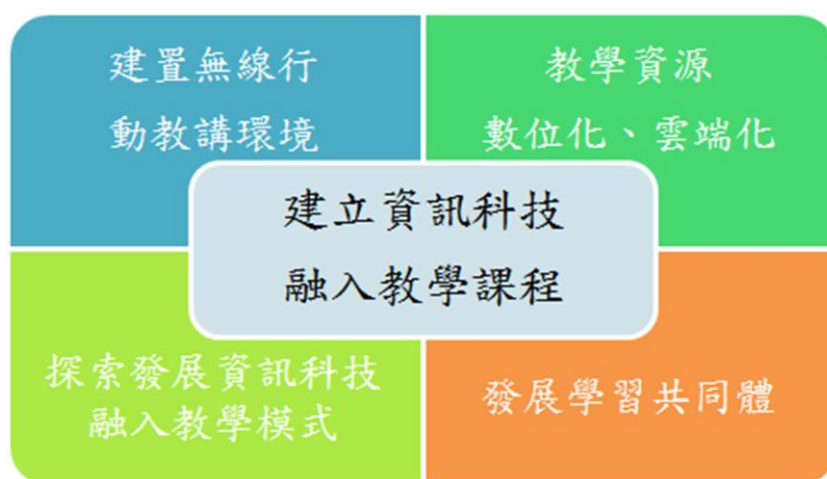 建置無線行
動教講環境
教學資源
數位化、雲端化
建立資訊科技
融入教學課程
探索發展資訊科技
融入教學模式
發展學習共同體